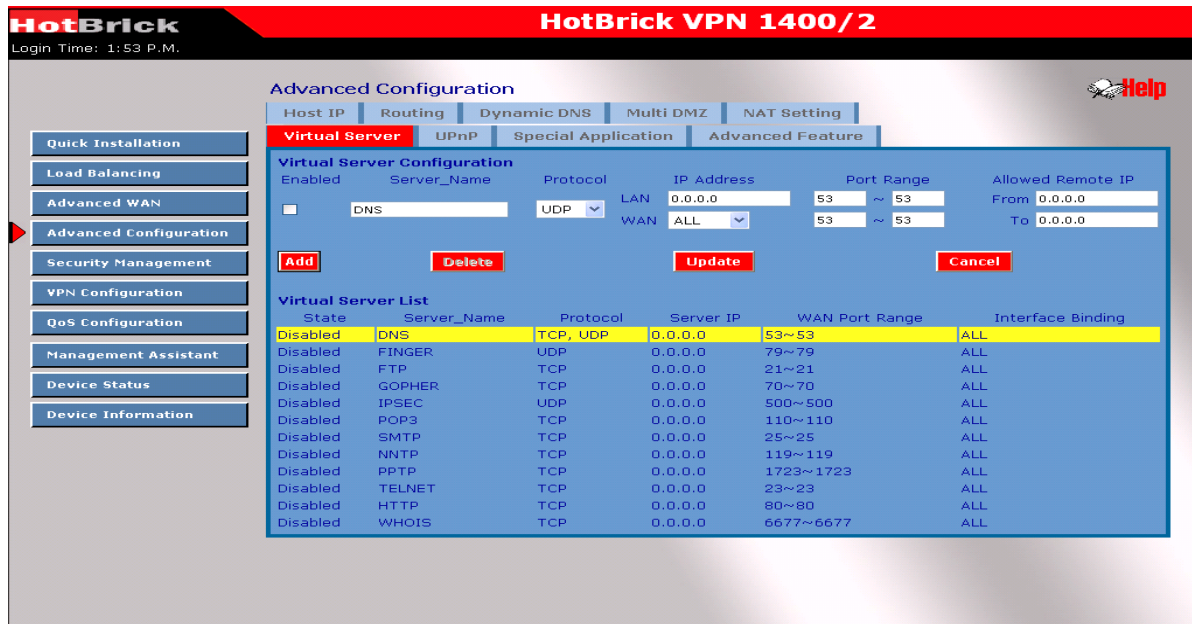 HotBrick
HotBrick VPN 1400/2
Login Time: 1:53 P.M.
Advanced Configuration
Help
Host IP Routing Dynamic DNS Multi DMZ NAT Setting
Virtual Server UPnP Special Application Advanced Feature
Quick Installation
Load Balancing
Advanced WAN
Advanced Configuration
Security Management
VPN Configuration
QoS Configuration
Management Assistant
Device Status
Device Information
Virtual Server Configuration
Enabled Server_Name Protocol IP Address Port Range Allowed Remote IP
DNS UDP LAN 0.0.0.0 53 ~ 53 From 0.0.0.0
WAN ALL 53 ~ 53 To 0.0.0.0
Add Delete Update Cancel
Virtual Server List
State Server_Name Protocol Server IP WAN Port Range Interface Binding
Disabled DNS TCP, UDP 0.0.0.0 53~53 ALL
Disabled FINGER UDP 0.0.0.0 79~79 ALL
Disabled FTP TCP 0.0.0.0 21~21 ALL
Disabled GOPHER TCP 0.0.0.0 70~70 ALL
Disabled IPSEC UDP 0.0.0.0 500~500 ALL
Disabled POP3 TCP 0.0.0.0 110~110 ALL
Disabled SMTP TCP 0.0.0.0 25~25 ALL
Disabled NNTP TCP 0.0.0.0 119~119 ALL
Disabled PPTP TCP 0.0.0.0 1723~1723 ALL
Disabled TELNET TCP 0.0.0.0 23~23 ALL
Disabled HTTP TCP 0.0.0.0 80~80 ALL
Disabled WHOIS TCP 0.0.0.0 6677~6677 ALL